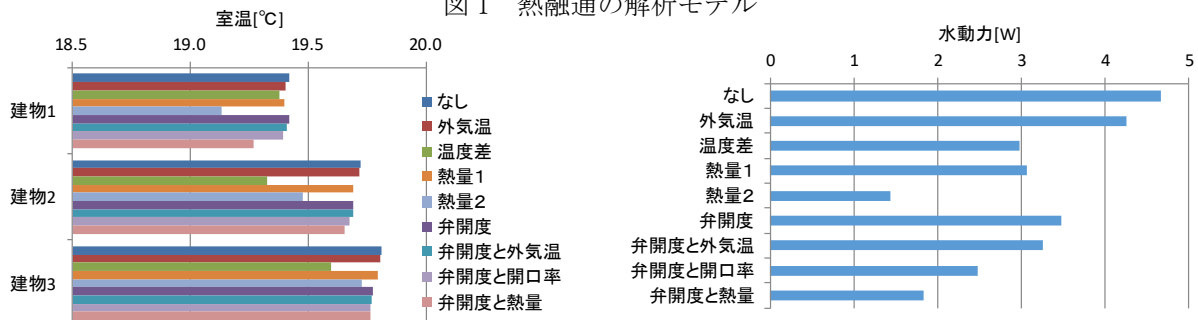 図1 熱融通の解析モデル
室温[℃]
18.5 19.0 19.5 20.0
建物1
建物2
建物3
なし
外気温
温度差
熱量1
熱量2
弁開度
弁開度と外気温
弁開度と開口率
弁開度と熱量
水動力[W]
0 1 2 3 4 5
なし
外気温
温度差
熱量1
熱量2
弁開度
弁開度と外気温
弁開度と開口率
弁開度と熱量